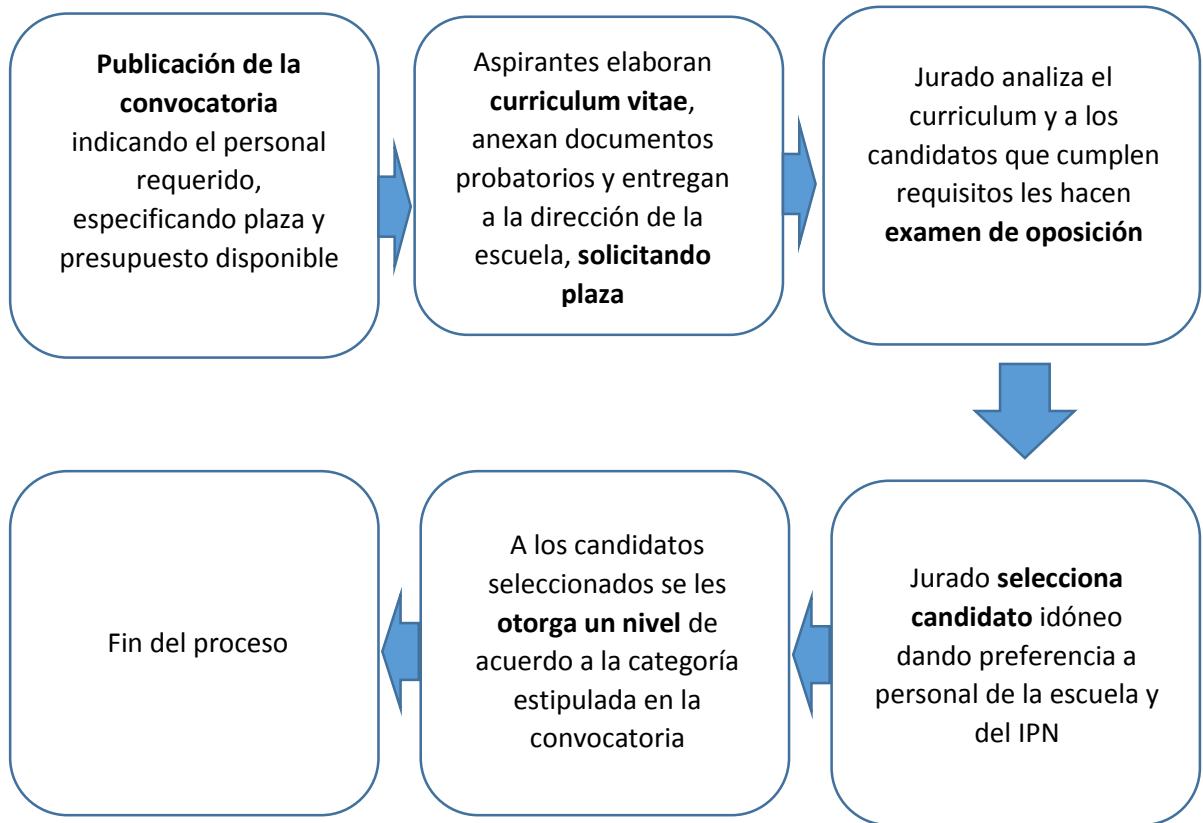 Publicación de la
convocatoria
indicando el personal
requerido,
especificando plaza y
presupuesto disponible
Aspirantes elaboran
curriculum vitae,
anexan documentos
probatorios y entregan
a la dirección de la
escuela, solicitando
plaza
Jurado analiza el
curriculum y a los
candidatos que cumplen
requisitos les hacen
examen de oposición
Jurado selecciona
candidato idóneo
dando preferencia a
personal de la escuela y
del IPN
A los candidatos
seleccionados se les
otorga un nivel de
acuerdo a la categoría
estipulada en la
convocatoria
Fin del proceso